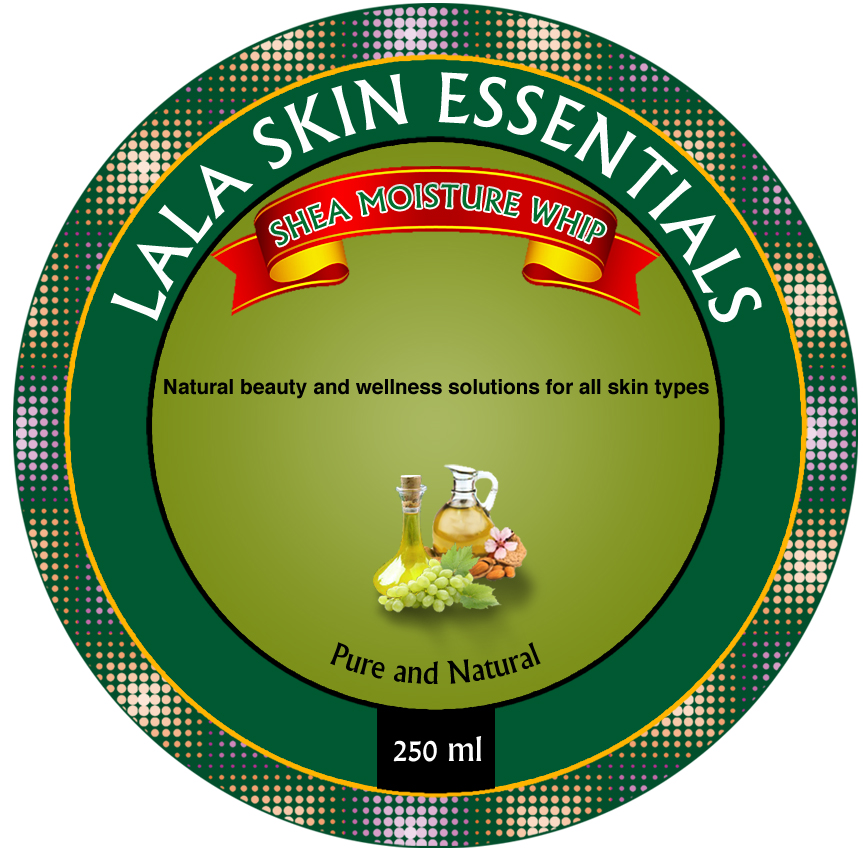 LALA SKIN ESSENTIALS
SHEA MOISTURE WHIP
Natural beauty and wellness solutions for all skin types
Pure and Natural
250 ml